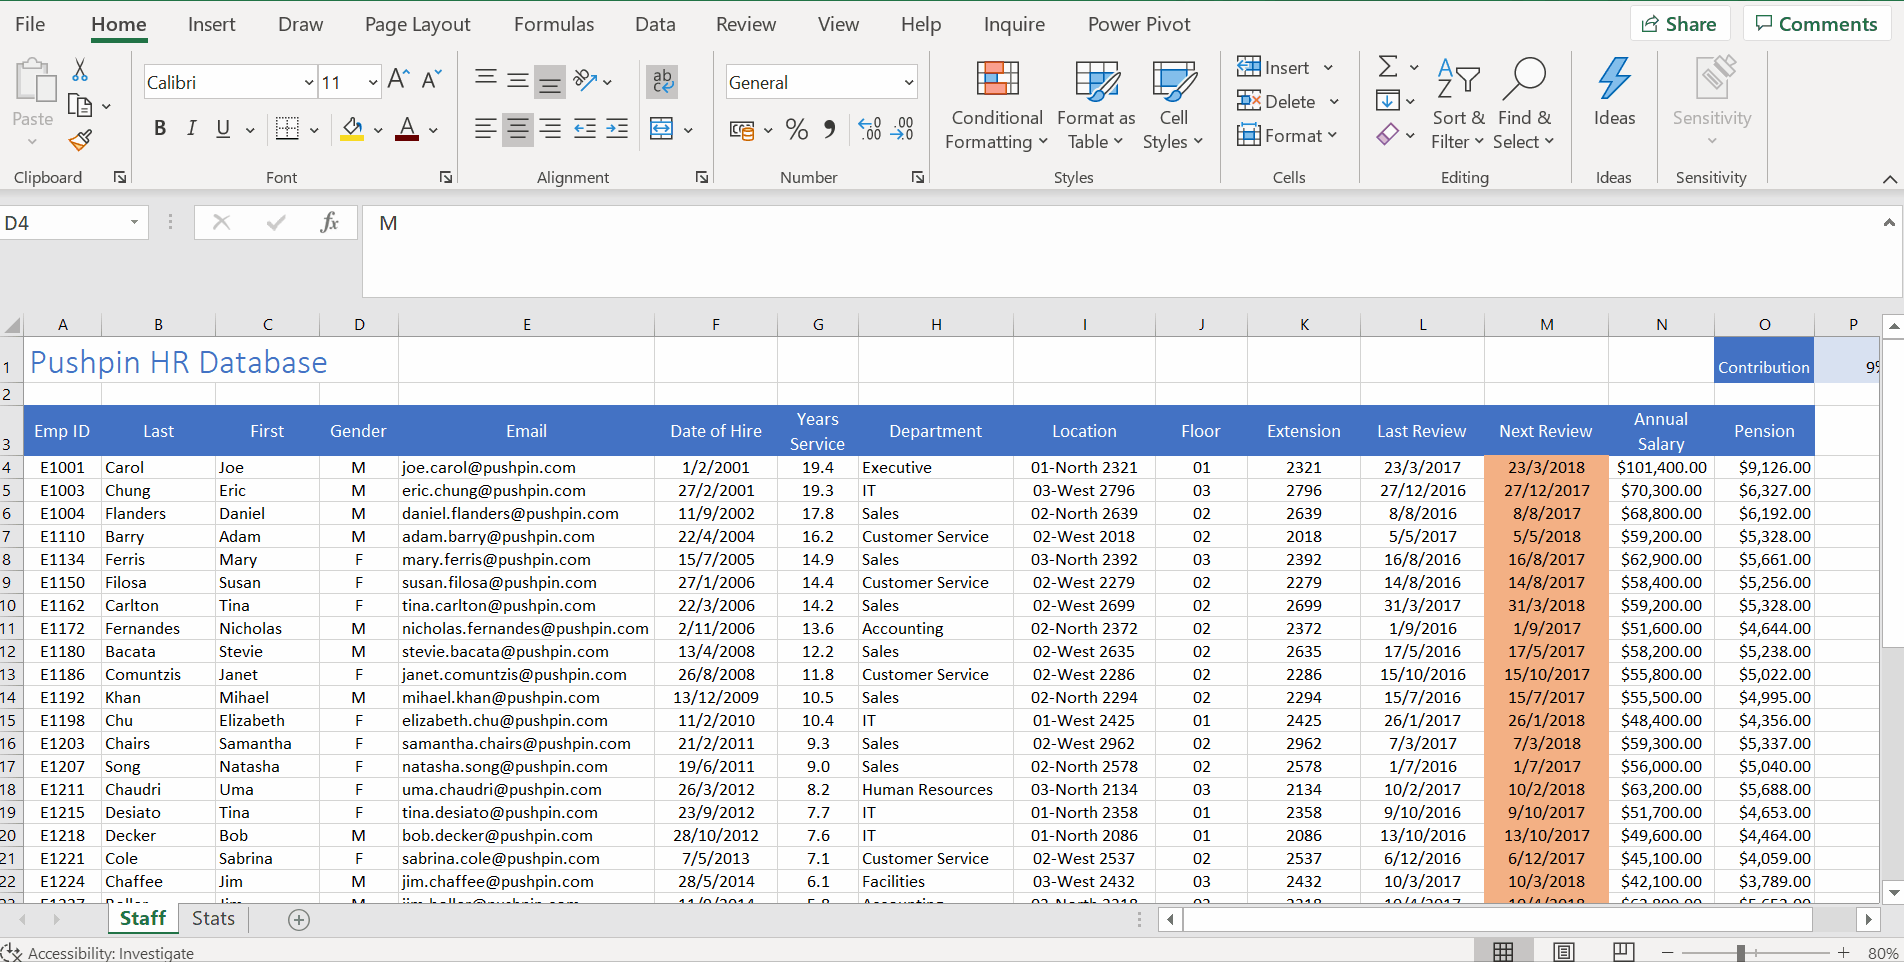 File Home Insert Draw Page Layout Formulas Data Review View Help Inquire Power Pivot Share Comments
Paste
Calibri 11
B I U A
ab
General
% .00 .00
Conditional Formatting
Format as Table
Cell Styles
Insert
Delete
Format
Sort & Filter
Find & Select
Ideas
Sensitivity
Clipboard Font Alignment Number Styles Cells Editing Ideas Sensitivity
D4 fx M
A B C D E F G H I J K L M N O P
1 Pushpin HR Database Contribution 9%
2
3 Emp ID Last First Gender Email Date of Hire Years Service Department Location Floor Extension Last Review Next Review Annual Salary Pension
4 E1001 Carol Joe M joe.carol@pushpin.com 1/2/2001 19.4 Executive 01-North 2321 01 2321 23/3/2017 23/3/2018 $101,400.00 $9,126.00
5 E1003 Chung Eric M eric.chung@pushpin.com 27/2/2001 19.3 IT 03-West 2796 03 2796 27/12/2016 27/12/2017 $70,300.00 $6,327.00
6 E1004 Flanders Daniel M daniel.flanders@pushpin.com 11/9/2002 17.8 Sales 02-North 2639 02 2639 8/8/2016 8/8/2017 $68,800.00 $6,192.00
7 E1110 Barry Adam M adam.barry@pushpin.com 22/4/2004 16.2 Customer Service 02-West 2018 02 2018 5/5/2017 5/5/2018 $59,200.00 $5,328.00
8 E1134 Ferris Mary F mary.ferris@pushpin.com 15/7/2005 14.9 Sales 03-North 2392 03 2392 16/8/2016 16/8/2017 $62,900.00 $5,661.00
9 E1150 Filosa Susan F susan.filosa@pushpin.com 27/1/2006 14.4 Customer Service 02-West 2279 02 2279 14/8/2016 14/8/2017 $58,400.00 $5,256.00
10 E1162 Carlton Tina F tina.carlton@pushpin.com 22/3/2006 14.2 Sales 02-West 2699 02 2699 31/3/2017 31/3/2018 $59,200.00 $5,328.00
11 E1172 Fernandes Nicholas M nicholas.fernandes@pushpin.com 2/11/2006 13.6 Accounting 02-North 2372 02 2372 1/9/2016 1/9/2017 $51,600.00 $4,644.00
12 E1180 Bacata Stevie M stevie.bacata@pushpin.com 13/4/2008 12.2 Sales 02-West 2635 02 2635 17/5/2016 17/5/2017 $58,200.00 $5,238.00
13 E1186 Comuntzis Janet F janet.comuntzis@pushpin.com 26/8/2008 11.8 Customer Service 02-West 2286 02 2286 15/10/2016 15/10/2017 $55,800.00 $5,022.00
14 E1192 Khan Mihael M mihael.khan@pushpin.com 13/12/2009 10.5 Sales 02-North 2294 02 2294 15/7/2016 15/7/2017 $55,500.00 $4,995.00
15 E1198 Chu Elizabeth F elizabeth.chu@pushpin.com 11/2/2010 10.4 IT 01-West 2425 01 2425 26/1/2017 26/1/2018 $48,400.00 $4,356.00
16 E1203 Chairs Samantha F samantha.chairs@pushpin.com 21/2/2011 9.3 Sales 02-West 2962 02 2962 7/3/2017 7/3/2018 $59,300.00 $5,337.00
17 E1207 Song Natasha F natasha.song@pushpin.com 19/6/2011 9.0 Sales 02-North 2578 02 2578 1/7/2016 1/7/2017 $56,000.00 $5,040.00
18 E1211 Chaudri Uma F uma.chaudri@pushpin.com 26/3/2012 8.2 Human Resources 03-North 2134 03 2134 10/2/2017 10/2/2018 $63,200.00 $5,688.00
19 E1215 Desiato Tina F tina.desiato@pushpin.com 23/9/2012 7.7 IT 01-North 2358 01 2358 9/10/2016 9/10/2017 $51,700.00 $4,653.00
20 E1218 Decker Bob M bob.decker@pushpin.com 28/10/2012 7.6 IT 01-North 2086 01 2086 13/10/2016 13/10/2017 $49,600.00 $4,464.00
21 E1221 Cole Sabrina F sabrina.cole@pushpin.com 7/5/2013 7.1 Customer Service 02-West 2537 02 2537 6/12/2016 6/12/2017 $45,100.00 $4,059.00
22 E1224 Chaffee Jim M jim.chaffee@pushpin.com 28/5/2014 6.1 Facilities 03-West 2432 03 2432 10/3/2017 10/3/2018 $42,100.00 $3,789.00
Staff Stats
Accessibility: Investigate 80%